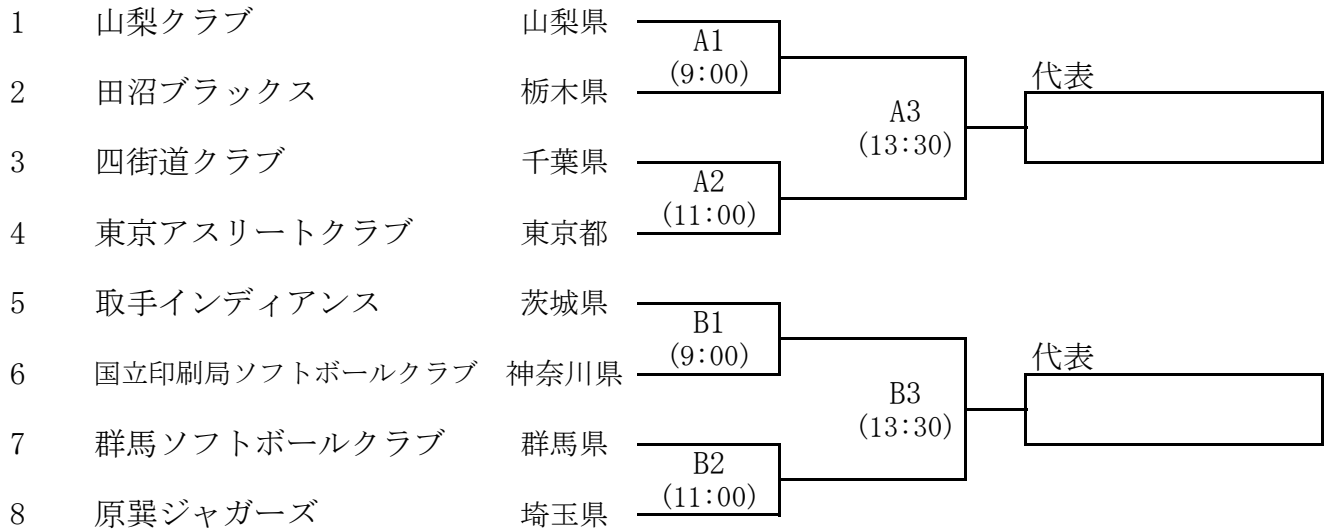 1 山梨クラブ 山梨県
A1
(9:00)
代表
2 田沼ブラックス 栃木県
A3
(13:30)
3 四街道クラブ 千葉県
A2
(11:00)
4 東京アスリートクラブ 東京都
5 取手インディアンス 茨城県
B1
(9:00)
代表
6 国立印刷局ソフトボールクラブ 神奈川県
B3
(13:30)
7 群馬ソフトボールクラブ 群馬県
B2
(11:00)
8 原巽ジャガーズ 埼玉県